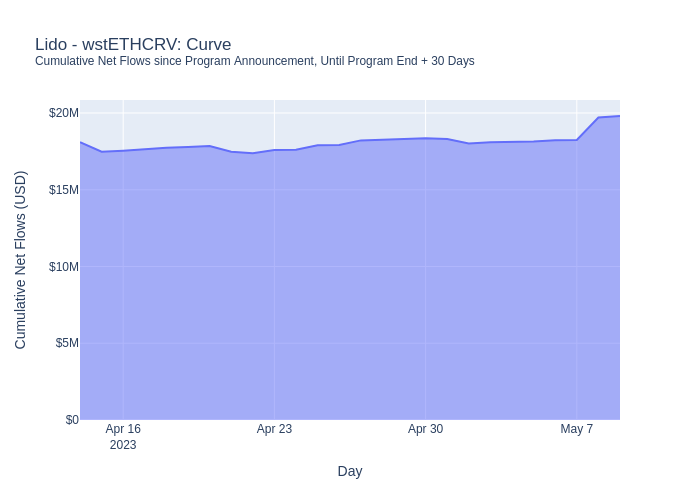 Lido - wstETHCRV: Curve
Cumulative Net Flows since Program Announcement, Until Program End + 30 Days
Cumulative Net Flows (USD)
$20M
$15M
$10M
$5M
$0
Apr 16
2023
Apr 23
Apr 30
May 7
Day